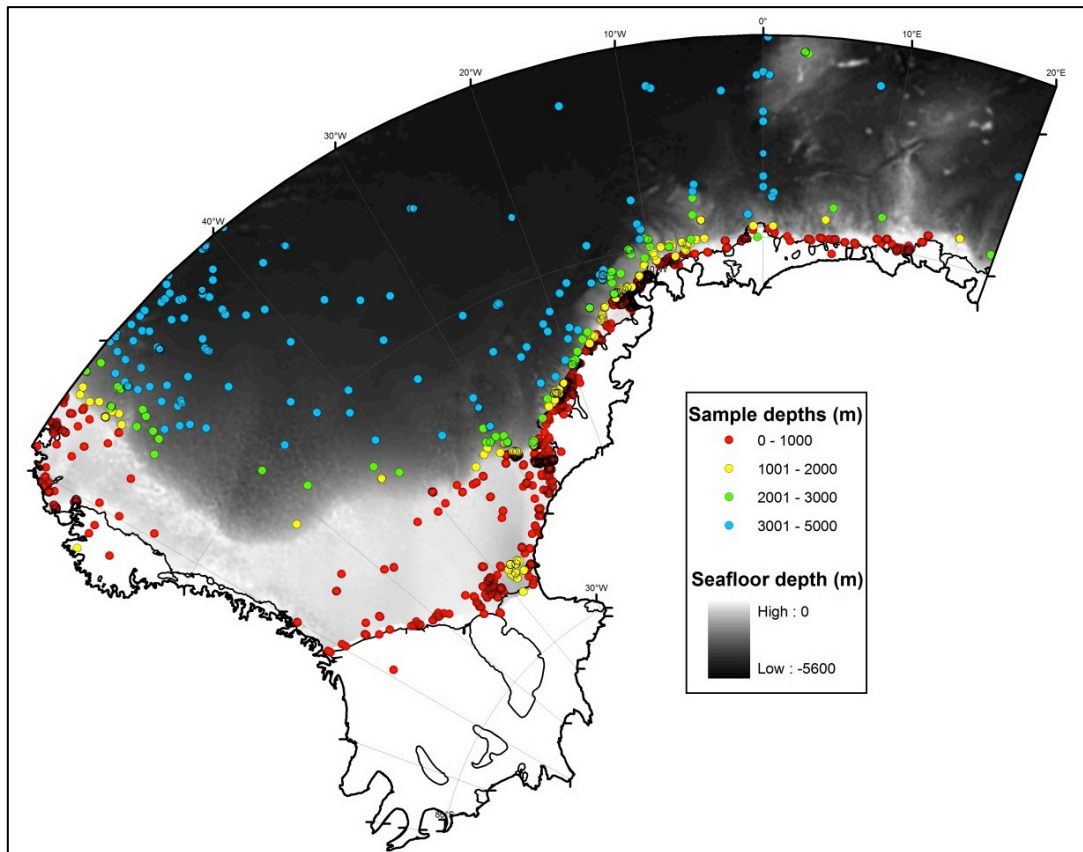 0°
10°W
10°E
20°W
20°E
30°W
40°W
Sample depths (m)
0 - 1000
1001 - 2000
2001 - 3000
3001 - 5000
Seafloor depth (m)
High : 0
Low : -5600
30°W